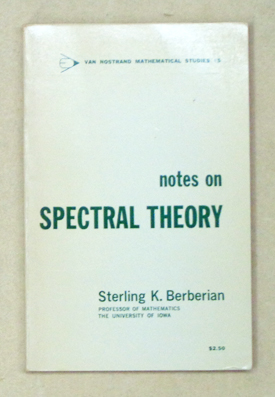 VAN NOSTRAND MATHEMATICAL STUDIES
notes on
SPECTRAL THEORY
Sterling K. Berberian
PROFESSOR OF MATHEMATICS
THE UNIVERSITY OF IOWA
$2.50